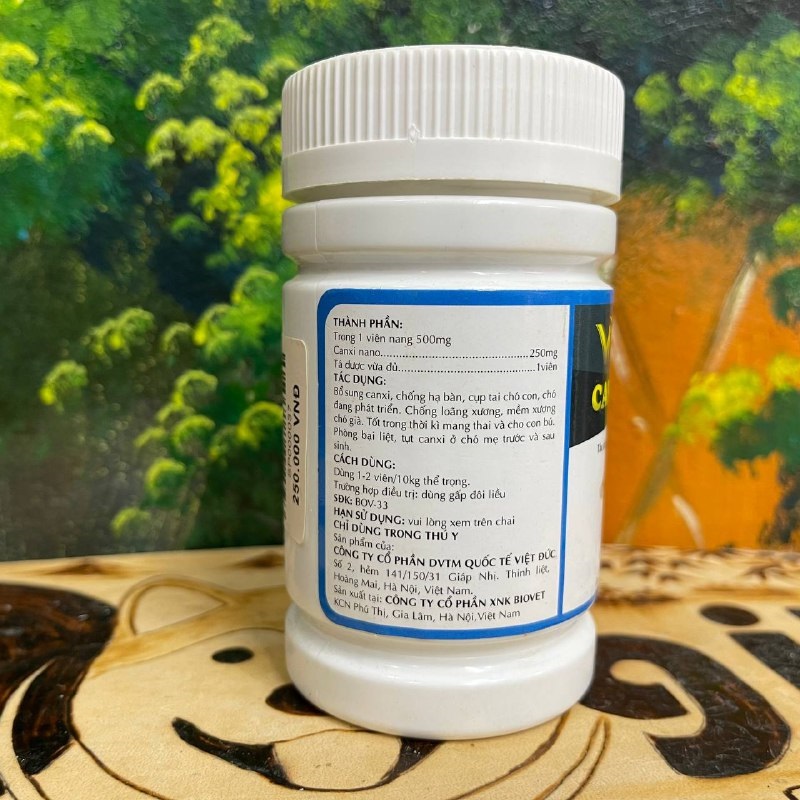 THÀNH PHẦN:
Trong 1 viên nang 500mg
Canxi nano..............................250mg
Tá dược vừa đủ............................1viên
TÁC DỤNG:
Bổ sung canxi, chống hạ bàn, cụp tai chó con, chó
đang phát triển. Chống loãng xương, mềm xương
chó già. Tốt trong thời kì mang thai và cho con bú.
Phòng bại liệt, tụt canxi ở chó mẹ trước và sau
sinh.
CÁCH DÙNG:
Dùng 1-2 viên/10kg thể trọng.
Trường hợp điều trị: dùng gấp đôi liều
SĐK: BOV-33
HẠN SỬ DỤNG: vui lòng xem trên chai
CHỈ DÙNG TRONG THÚ Y
Sản phẩm của:
CÔNG TY CỔ PHẦN DVTM QUỐC TẾ VIỆT ĐỨC
Số 2, hẻm 141/150/31 Giáp Nhị. Thịnh liệt,
Hoàng Mai, Hà Nội, Việt Nam.
Sản xuất tại: CÔNG TY CỔ PHẦN XNK BIOVET
KCN Phú Thị, Gia Lâm, Hà Nội,Việt Nam
250.000 VNĐ